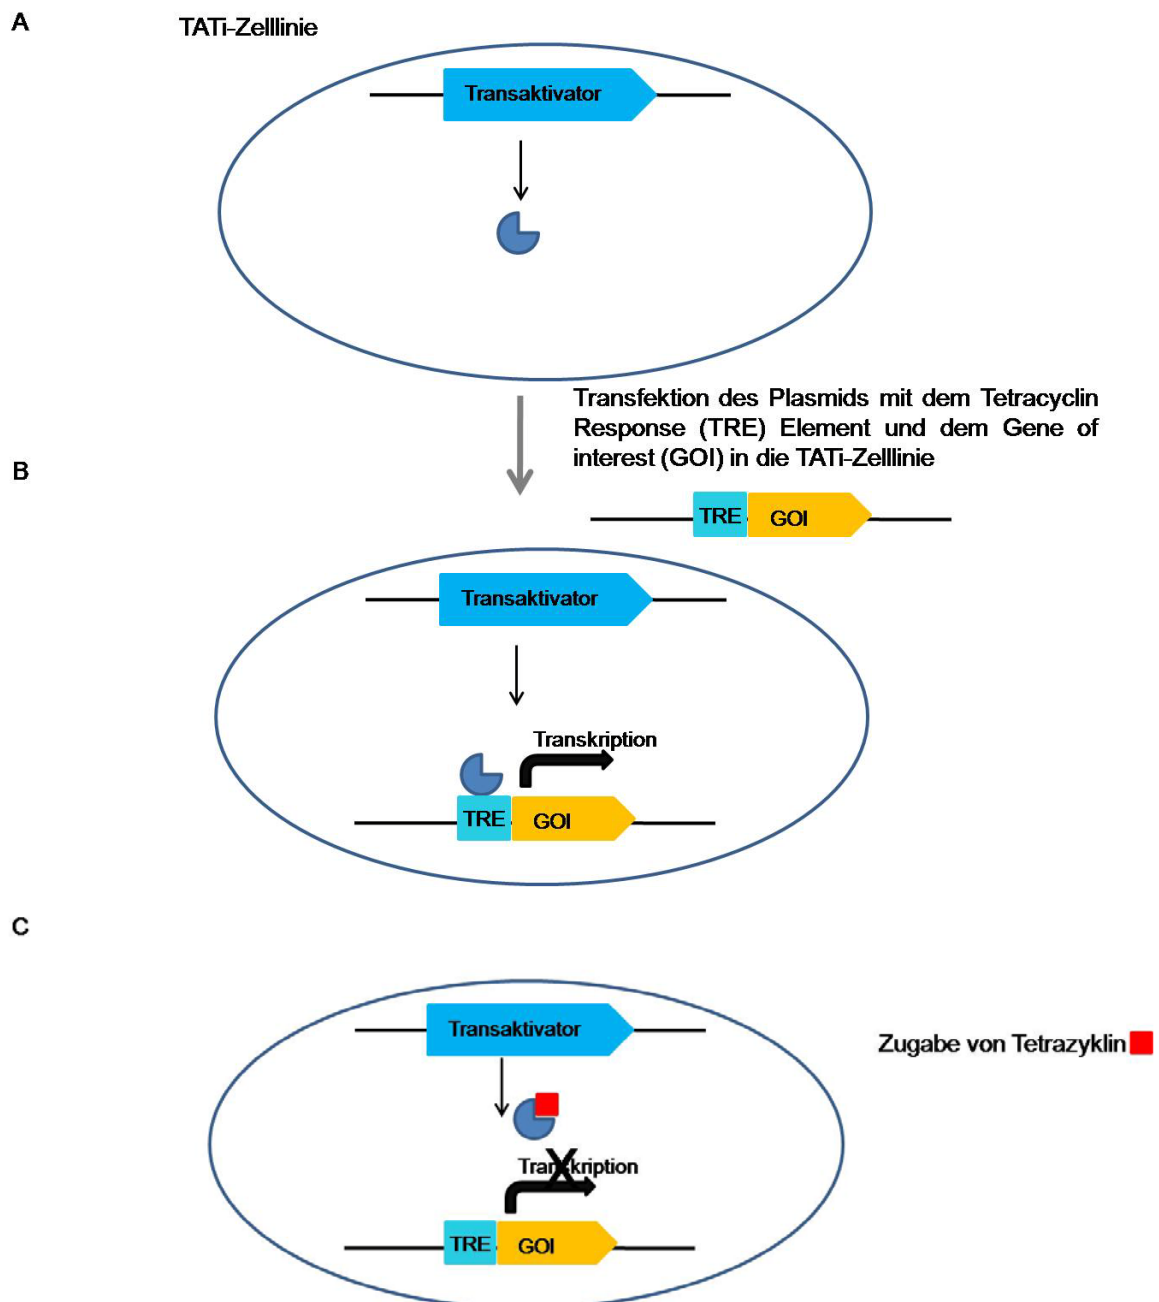 A
TATi-Zelllinie
Transaktivator
Transfektion des Plasmids mit dem Tetracyclin
Response (TRE) Element und dem Gene of
interest (GOI) in die TATi-Zelllinie
B
TRE GOI
Transaktivator
Transkription
TRE GOI
C
Transaktivator
Zugabe von Tetrazyklin
Transkription
X
TRE GOI